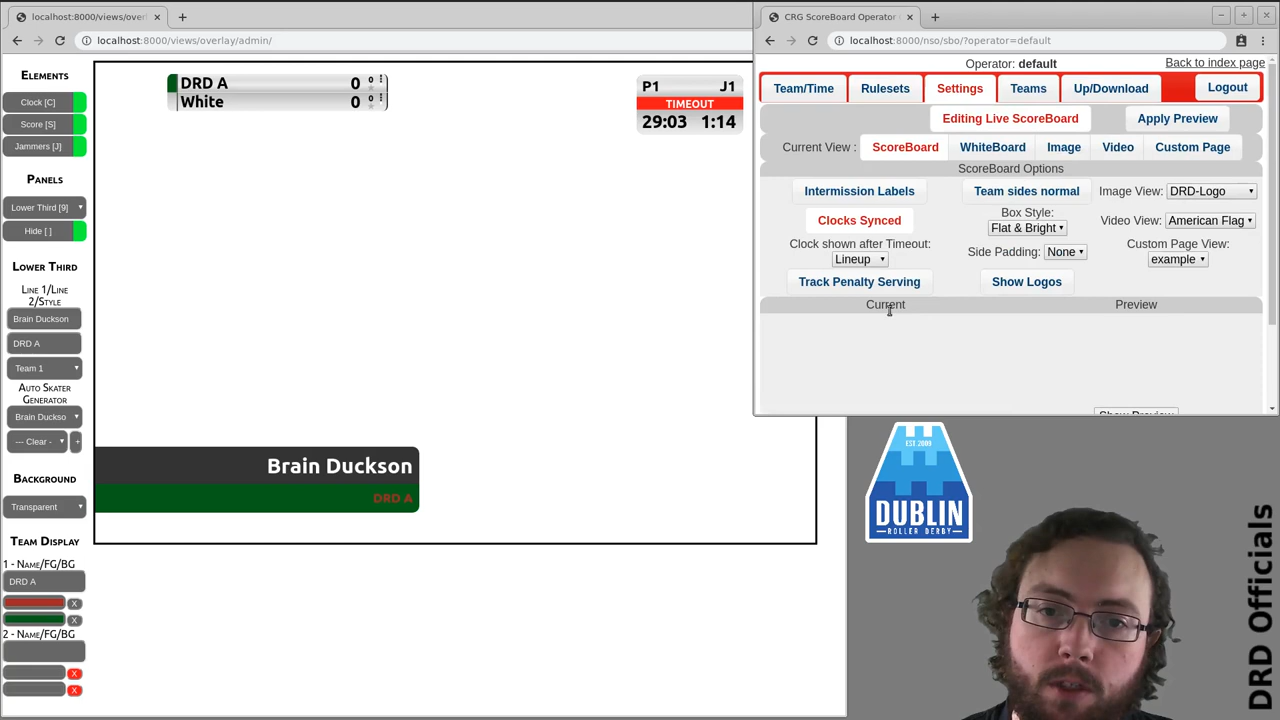 localhost:8000/views/over
localhost:8000/views/overlay/admin/
Elements
Clock [C]
Score [S]
Jammers [J]
Panels
Lower Third [9]
Hide [ ]
Lower Third
Line 1/Line
2/Style
Brain Duckson
DRD A
Team 1
Auto Skater
Generator
Brain Duckso
--- Clear -
+
Background
Transparent
Team Display
1 - Name/FG/BG
DRD A
X
X
2 - Name/FG/BG
X
X
DRD A 0 0
White 0 0
P1 J1
TIMEOUT
29:03 1:14
Brain Duckson
DRD A
CRG ScoreBoard Operator
localhost:8000/nso/sbo/?operator=default
Operator: default
Back to index page
Team/Time Rulesets Settings Teams Up/Download Logout
Editing Live ScoreBoard Apply Preview
Current View : ScoreBoard WhiteBoard Image Video Custom Page
ScoreBoard Options
Intermission Labels Team sides normal Image View: DRD-Logo
Clocks Synced Box Style: Flat & Bright Video View: American Flag
Clock shown after Timeout: Lineup Side Padding: None Custom Page View: example
Track Penalty Serving Show Logos
Current Preview
EST.2009
DUBLIN
ROLLER DERBY
DRD Officials